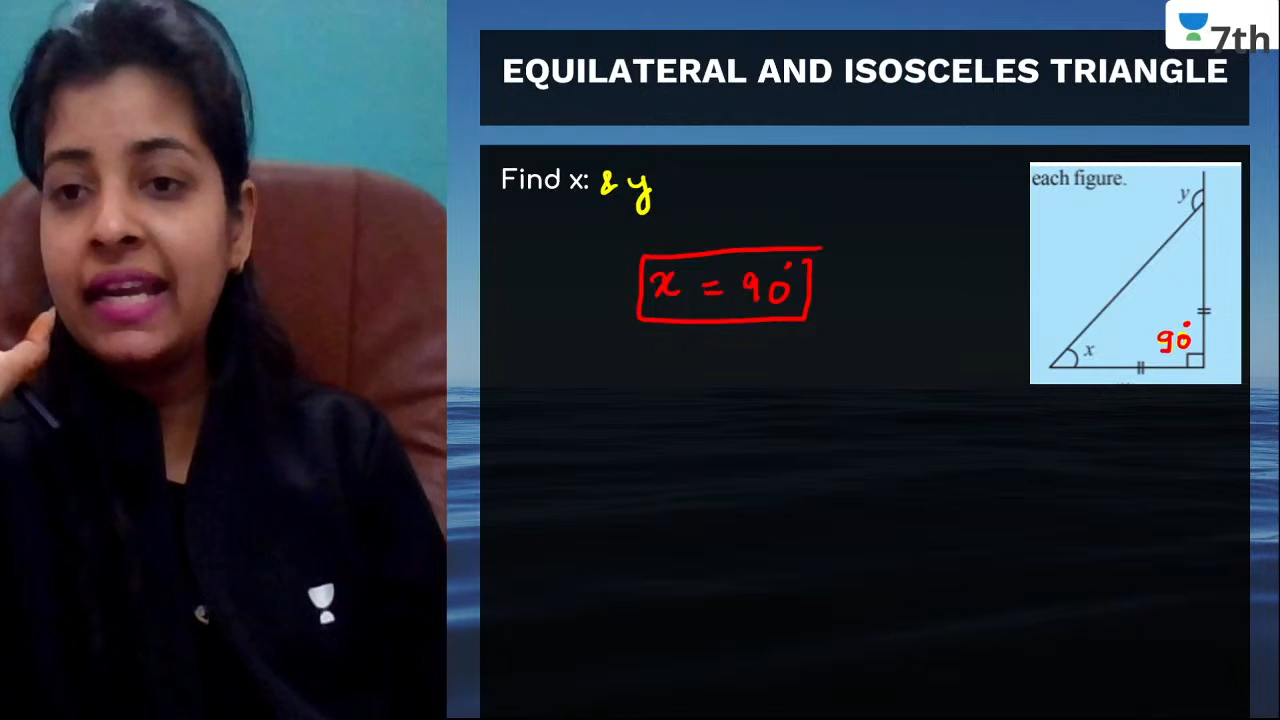 7th
EQUILATERAL AND ISOSCELES TRIANGLE
Find x: & y
each figure.
y
x = 90°
90°
x